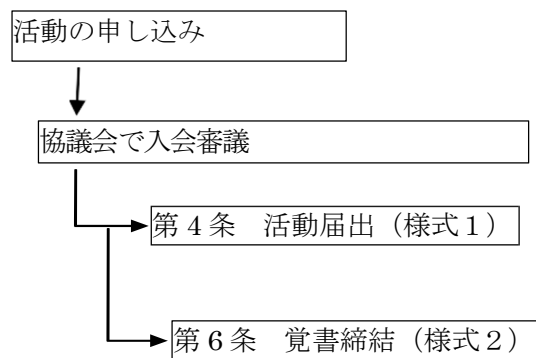 活動の申し込み
協議会で入会審議
第4条　活動届出（様式１）
第6条　覚書締結（様式２）